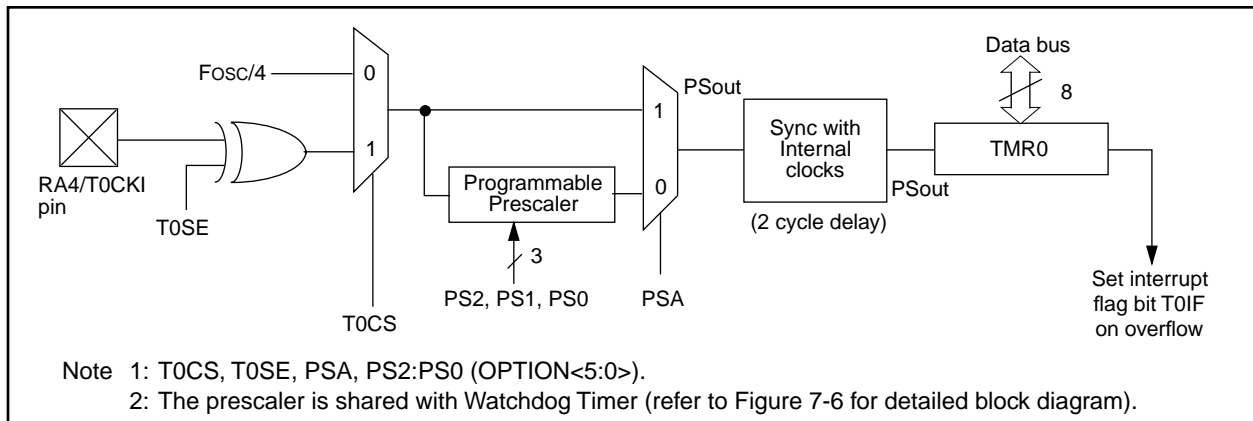 Data bus
8
FOSC/4
0
PSout
1
1
Sync with
Internal
clocks
TMR0
RA4/T0CKI
pin
T0SE
Programmable
Prescaler
0
PSout
(2 cycle delay)
3
PS2, PS1, PS0
PSA
T0CS
Set interrupt
flag bit T0IF
on overflow
Note 1: T0CS, T0SE, PSA, PS2:PS0 (OPTION<5:0>).
2: The prescaler is shared with Watchdog Timer (refer to Figure 7-6 for detailed block diagram).